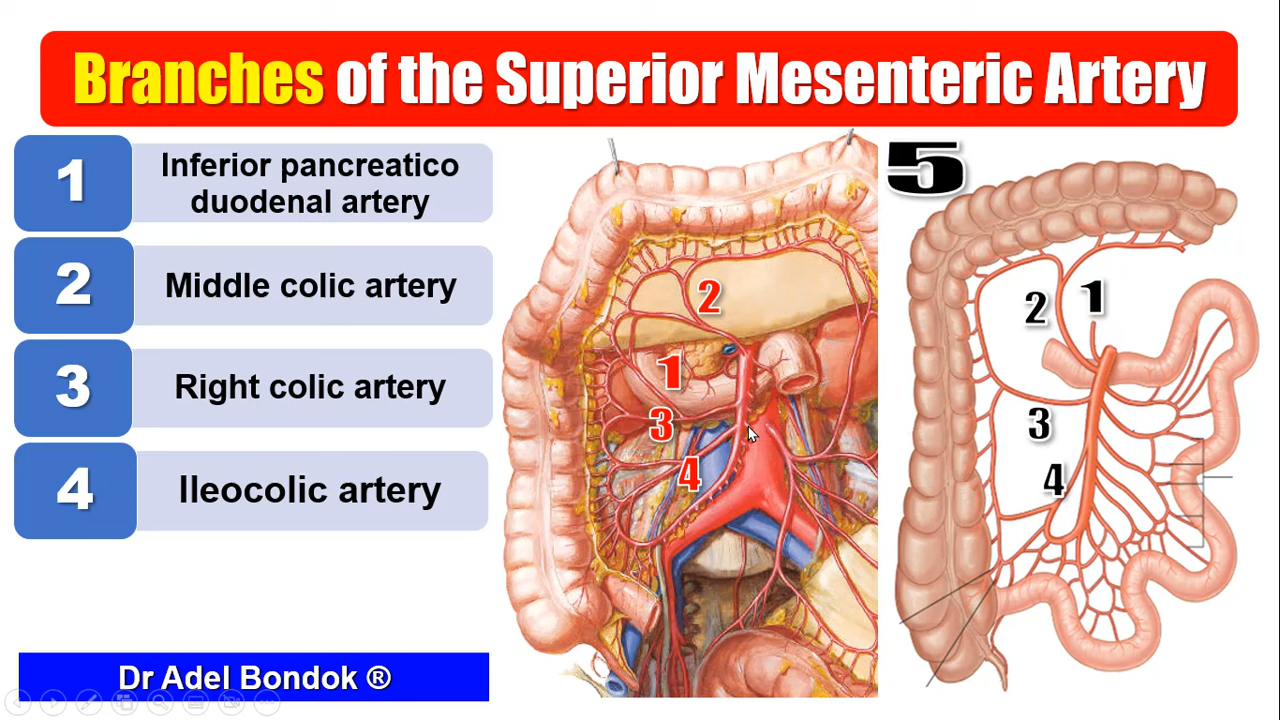 Branches of the Superior Mesenteric Artery
1
Inferior pancreatico
duodenal artery
2
Middle colic artery
3
Right colic artery
4
Ileocolic artery
Dr Adel Bondok ®
2
1
3
4
5
1
2
3
4